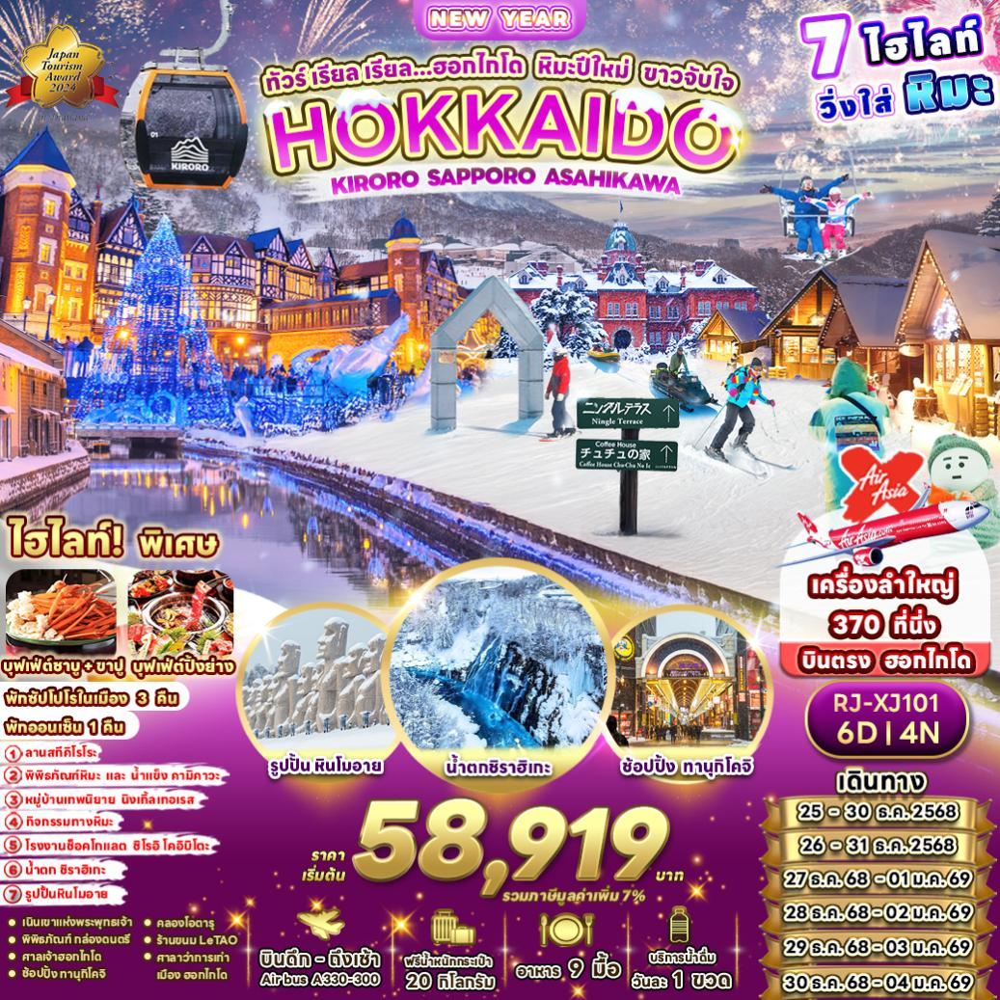 NEW YEAR
Japan
Tourism
Award
2024
in Thailand
7 ไฮไลท์
วิ่งใส่ หิมะ
ทัวร์ เรียล เรียล...ฮอกไกโด หิมะปีใหม่ ขาวจับใจ
HOKKAIDO
KIRORO SAPPORO ASAHIKAWA
01
KIRORO
ニングルテラス
Ningle Terrace
Coffee House
チュチュの家
Coffee House Chu Chu No Ie
Air
Asia
AirAsia.com
เครื่องลำใหญ่
370 ที่นั่ง
บินตรง ฮอกไกโด
RJ-XJ101
6D | 4N
ไฮไลท์! พิเศษ
บุฟเฟ่ต์ชาบู + ขาปู บุฟเฟ่ต์ปิ้งย่าง
พักซัปโปโรในเมือง 3 คืน
พักออนเซ็น 1 คืน
1 ลานสกีคิโรโระ
2 พิพิธภัณฑ์หิมะ และ น้ำแข็ง คามิคาวะ
3 หมู่บ้านเทพนิยาย นิงเกิ้ลเทอเรส
4 กิจกรรมทางหิมะ
5 โรงงานช็อคโกแลต ชิโรอิ โคอิบิโตะ
6 น้ำตก ชิราฮิเกะ
7 รูปปั้นหินโมอาย
รูปปั้น หินโมอาย
น้ำตกชิราฮิเกะ
ช้อปปิ้ง ทานุกิโคจิ
ราคา
เริ่มต้น
58,919
บาท
รวมภาษีมูลค่าเพิ่ม 7%
เดินทาง
25 - 30 ธ.ค. 2568
26 - 31 ธ.ค. 2568
27 ธ.ค. 68 - 01 ม.ค. 69
28 ธ.ค. 68 - 02 ม.ค. 69
29 ธ.ค. 68 - 03 ม.ค. 69
30 ธ.ค. 68 - 04 ม.ค. 69
• เนินเขาแห่งพระพุทธเจ้า
• พิพิธภัณฑ์ กล่องดนตรี
• ศาลเจ้าฮอกไกโด
• ช้อปปิ้ง ทานุกิโคจิ
• คลองโอตารุ
• ร้านขนม LeTAO
• ศาลาว่าการเก่า
เมือง ฮอกไกโด
บินดึก - ถึงเช้า
Airbus A330-300
ฟรีน้ำหนักกระเป๋า
20 กิโลกรัม
อาหาร 9 มื้อ
บริการน้ำดื่ม
วันละ 1 ขวด